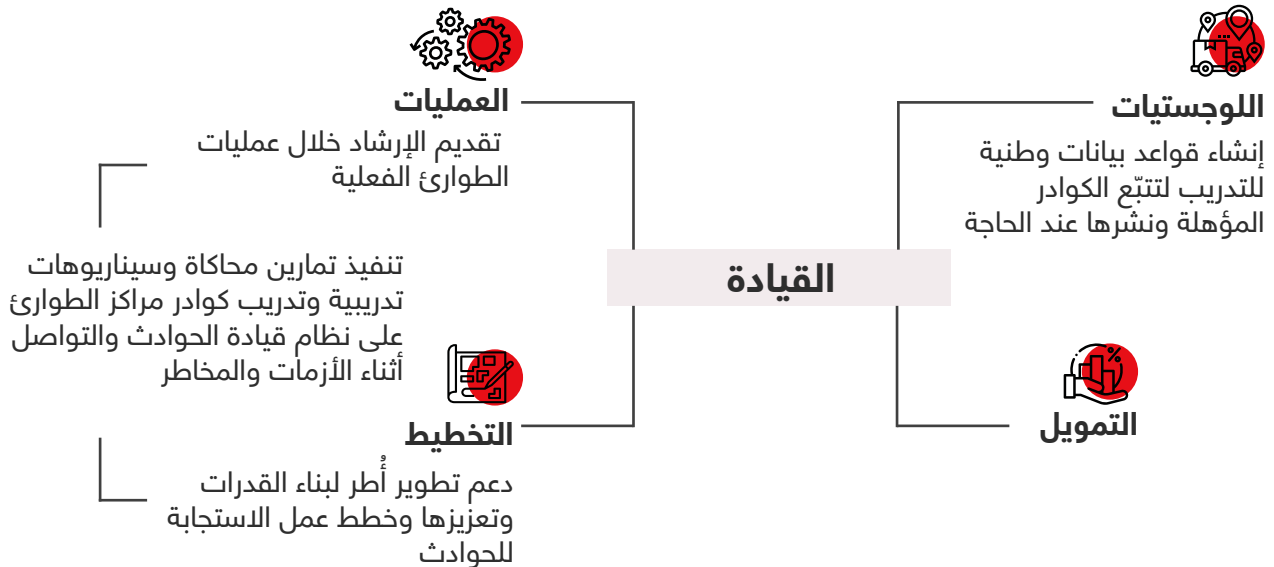 اللوجستيات
إنشاء قواعد بيانات وطنية
للتدريب لتتبّع الكوادر
المؤهلة ونشرها عند الحاجة
العمليات
تقديم الإرشاد خلال عمليات
الطوارئ الفعلية
القيادة
تنفيذ تمارين محاكاة وسيناريوهات
تدريبية وتدريب كوادر مراكز الطوارئ
على نظام قيادة الحوادث والتواصل
أثناء الأزمات والمخاطر
%
التمويل
التخطيط
دعم تطوير أُطر لبناء القدرات
وتعزيزها وخطط عمل الاستجابة
للحوادث